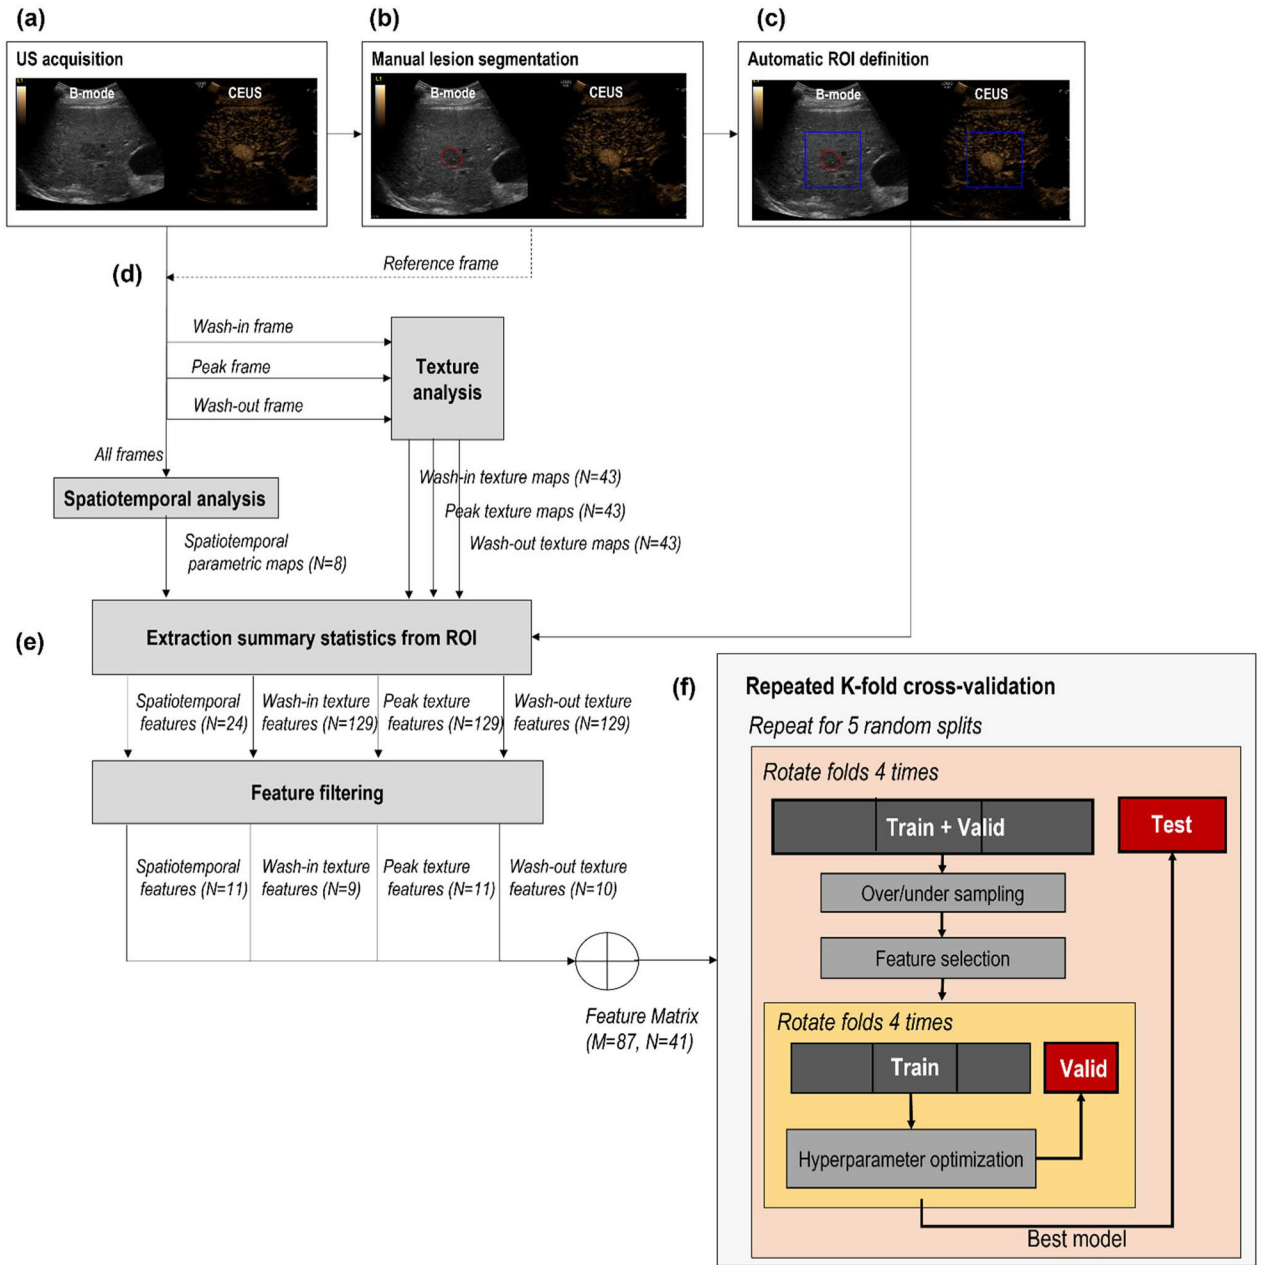 (a)
US acquisition
L1
B-mode
CEUS
(b)
Manual lesion segmentation
L1
B-mode
CEUS
(c)
Automatic ROI definition
L1
B-mode
CEUS
Reference frame
(d)
Wash-in frame
Peak frame
Wash-out frame
Texture
analysis
All frames
Spatiotemporal analysis
Wash-in texture maps (N=43)
Peak texture maps (N=43)
Wash-out texture maps (N=43)
Spatiotemporal
parametric maps (N=8)
(e)
Extraction summary statistics from ROI
Spatiotemporal
features (N=24)
Wash-in texture
features (N=129)
Peak texture
features (N=129)
Wash-out texture
features (N=129)
Feature filtering
Spatiotemporal
features (N=11)
Wash-in texture
features (N=9)
Peak texture
features (N=11)
Wash-out texture
features (N=10)
Feature Matrix
(M=87, N=41)
(f)
Repeated K-fold cross-validation
Repeat for 5 random splits
Rotate folds 4 times
Train + Valid
Test
Over/under sampling
Feature selection
Rotate folds 4 times
Train
Valid
Hyperparameter optimization
Best model